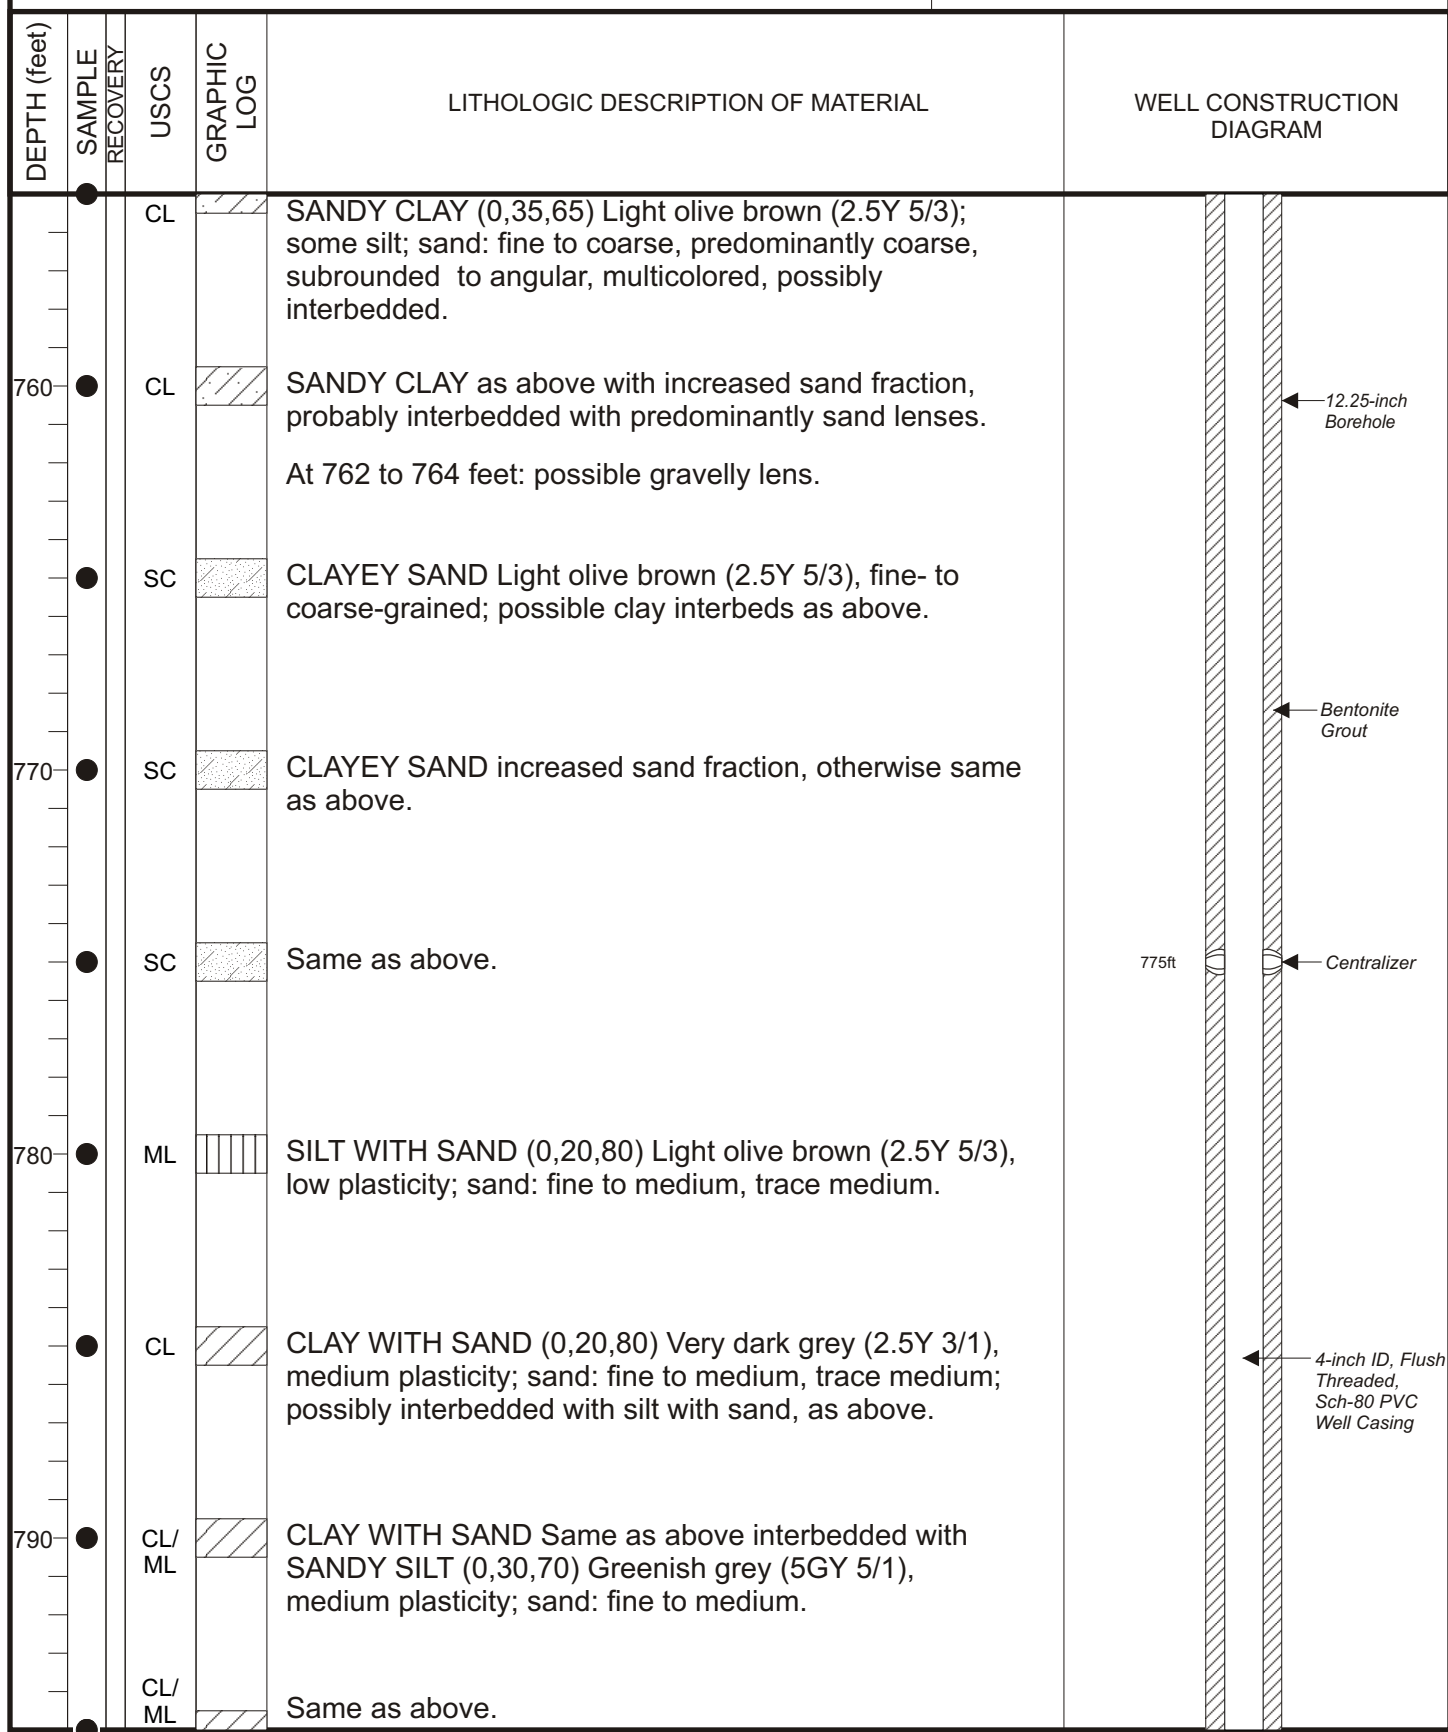 DEPTH (feet)
SAMPLE
RECOVERY
USCS
GRAPHIC
LOG
LITHOLOGIC DESCRIPTION OF MATERIAL
WELL CONSTRUCTION
DIAGRAM
CL
SANDY CLAY (0,35,65) Light olive brown (2.5Y 5/3);
some silt; sand: fine to coarse, predominantly coarse,
subrounded to angular, multicolored, possibly
interbedded.
760
CL
SANDY CLAY as above with increased sand fraction,
probably interbedded with predominantly sand lenses.
12.25-inch
Borehole
At 762 to 764 feet: possible gravelly lens.
SC
CLAYEY SAND Light olive brown (2.5Y 5/3), fine- to
coarse-grained; possible clay interbeds as above.
Bentonite
Grout
770
SC
CLAYEY SAND increased sand fraction, otherwise same
as above.
SC
Same as above.
775ft
Centralizer
780
ML
SILT WITH SAND (0,20,80) Light olive brown (2.5Y 5/3),
low plasticity; sand: fine to medium, trace medium.
CL
CLAY WITH SAND (0,20,80) Very dark grey (2.5Y 3/1),
medium plasticity; sand: fine to medium, trace medium;
possibly interbedded with silt with sand, as above.
4-inch ID, Flush
Threaded,
Sch-80 PVC
Well Casing
790
CL/
ML
CLAY WITH SAND Same as above interbedded with
SANDY SILT (0,30,70) Greenish grey (5GY 5/1),
medium plasticity; sand: fine to medium.
CL/
ML
Same as above.